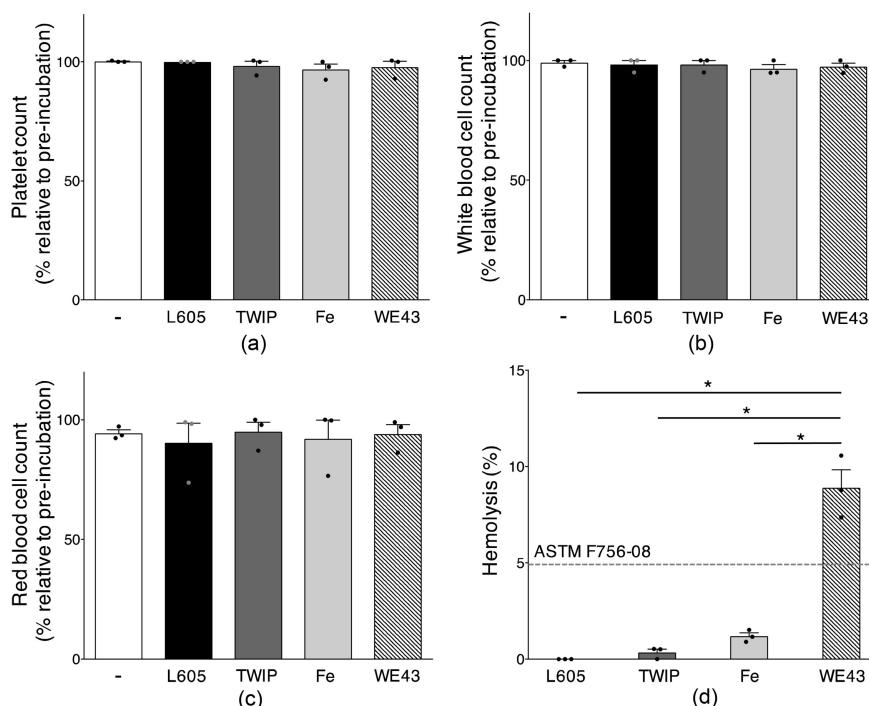 Platelet count
(% relative to pre-incubation)
100
50
0
- L605 TWIP Fe WE43
(a)
White blood cell count
(% relative to pre-incubation)
100
50
0
- L605 TWIP Fe WE43
(b)
Red blood cell count
(% relative to pre-incubation)
100
50
0
- L605 TWIP Fe WE43
(c)
Hemolysis (%)
15
10
5
0
*
*
*
ASTM F756-08
L605 TWIP Fe WE43
(d)